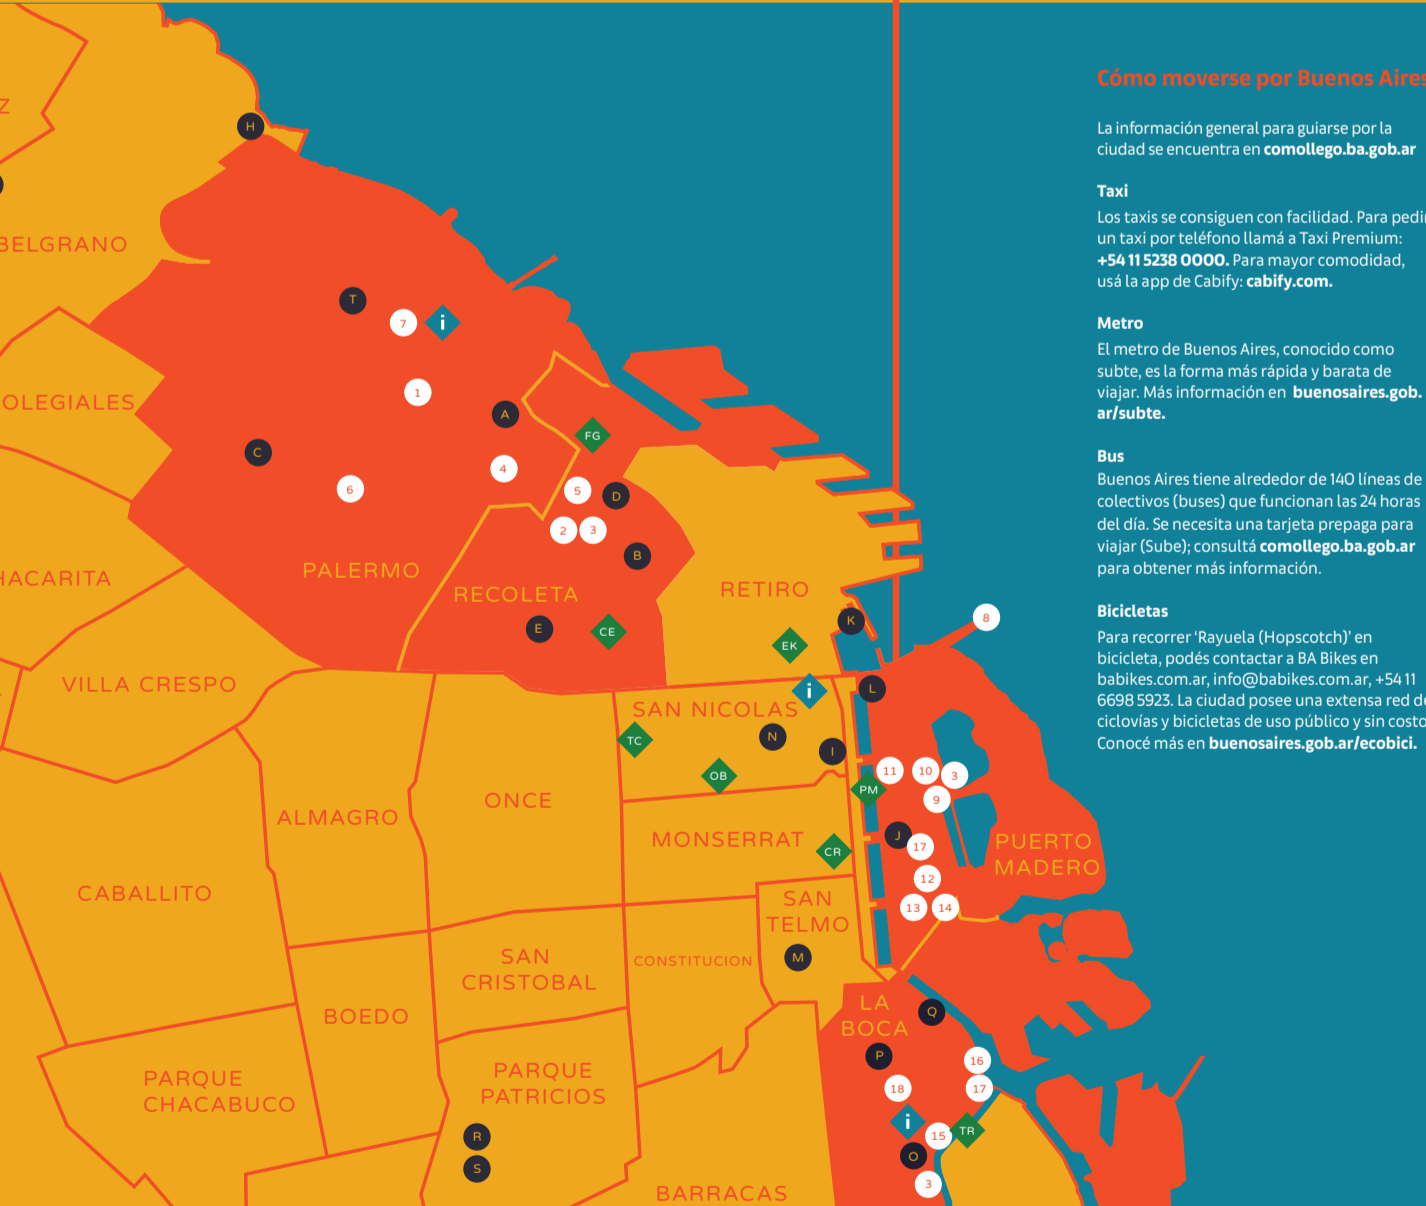 Z
H
BELGRANO
T
7
i
1
OLEGIALES
A
FG
C
4
6
5
D
2
3
B
HACARITA
PALERMO
RECOLETA
RETIRO
E
CE
K
8
EK
VILLA CRESPO
i
L
SAN NICOLAS
TC
N
I
OB
11
10
3
PM
9
ONCE
ALMAGRO
MONSERRAT
CR
J
17
PUERTO
MADERO
12
CABALLITO
SAN
TELMO
13
14
SAN
CRISTOBAL
CONSTITUCION
M
BOEDO
LA
BOCA
Q
P
16
PARQUE
CHACABUCO
PARQUE
PATRICIOS
18
17
i
15
TR
R
O
S
3
BARRACAS
Cómo moverse por Buenos Aires
La información general para guiarse por la
ciudad se encuentra en comollego.ba.gob.ar
Taxi
Los taxis se consiguen con facilidad. Para pedir
un taxi por teléfono llamá a Taxi Premium:
+54 11 5238 0000. Para mayor comodidad,
usá la app de Cabify: cabify.com.
Metro
El metro de Buenos Aires, conocido como
subte, es la forma más rápida y barata de
viajar. Más información en buenosaires.gob.
ar/subte.
Bus
Buenos Aires tiene alrededor de 140 líneas de
colectivos (buses) que funcionan las 24 horas
del día. Se necesita una tarjeta prepaga para
viajar (Sube); consultá comollego.ba.gob.ar
para obtener más información.
Bicicletas
Para recorrer ‘Rayuela (Hopscotch)’ en
bicicleta, podés contactar a BA Bikes en
babikes.com.ar, info@babikes.com.ar, +54 11
6698 5923. La ciudad posee una extensa red de
ciclovías y bicicletas de uso público y sin costo.
Conocé más en buenosaires.gob.ar/ecobici.